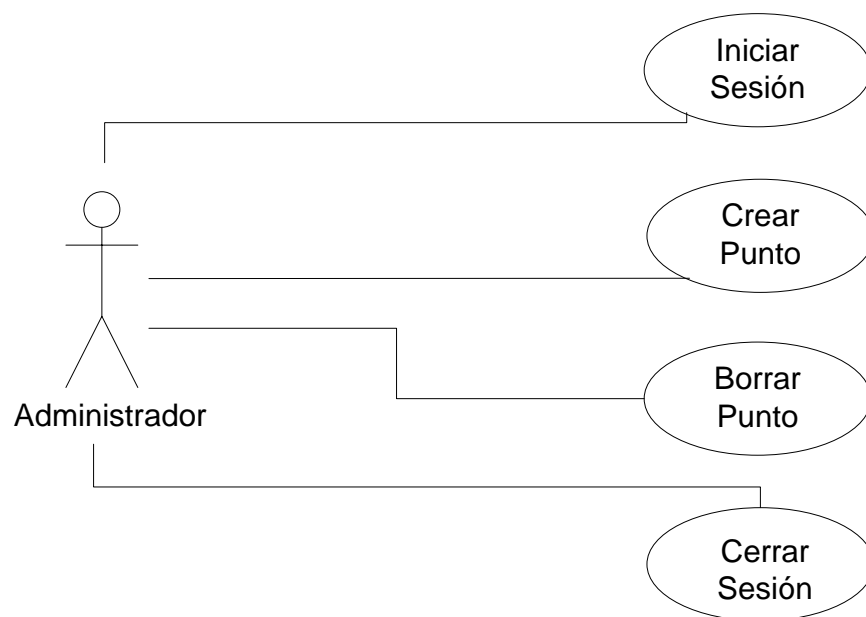 Iniciar
Sesión
Crear
Punto
Borrar
Punto
Administrador
Cerrar
Sesión